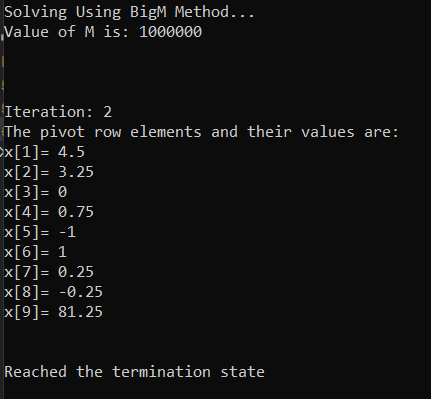 Solving Using BigM Method...
Value of M is: 1000000
Iteration: 2
The pivot row elements and their values are:
x[1]= 4.5
x[2]= 3.25
x[3]= 0
x[4]= 0.75
x[5]= -1
x[6]= 1
x[7]= 0.25
x[8]= -0.25
x[9]= 81.25
Reached the termination state